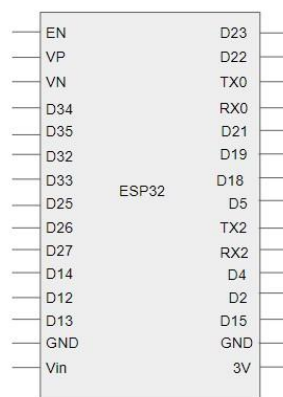 EN D23
VP D22
VN TX0
D34 RX0
D35 D21
D32 D19
D33 D18
ESP32
D25 D5
D26 TX2
D27 RX2
D14 D4
D12 D2
D13 D15
GND GND
Vin 3V